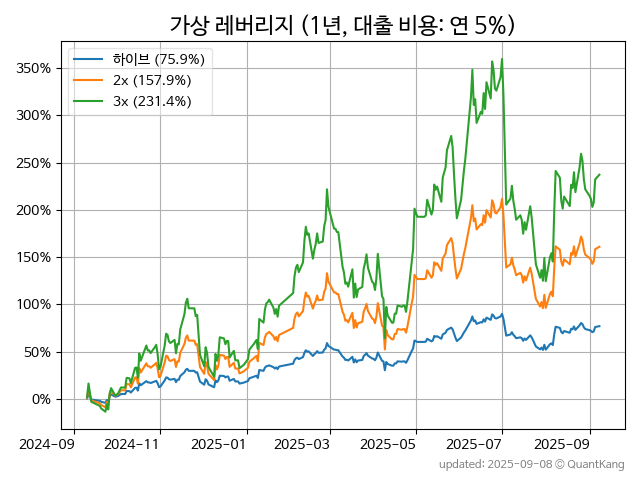 가상 레버리지 (1년, 대출 비용: 연 5%)
하이브 (75.9%)
2x (157.9%)
3x (231.4%)
350%
300%
250%
200%
150%
100%
50%
0%
2024-09 2024-11 2025-01 2025-03 2025-05 2025-07 2025-09
updated: 2025-09-08 ⓒ QuantKang